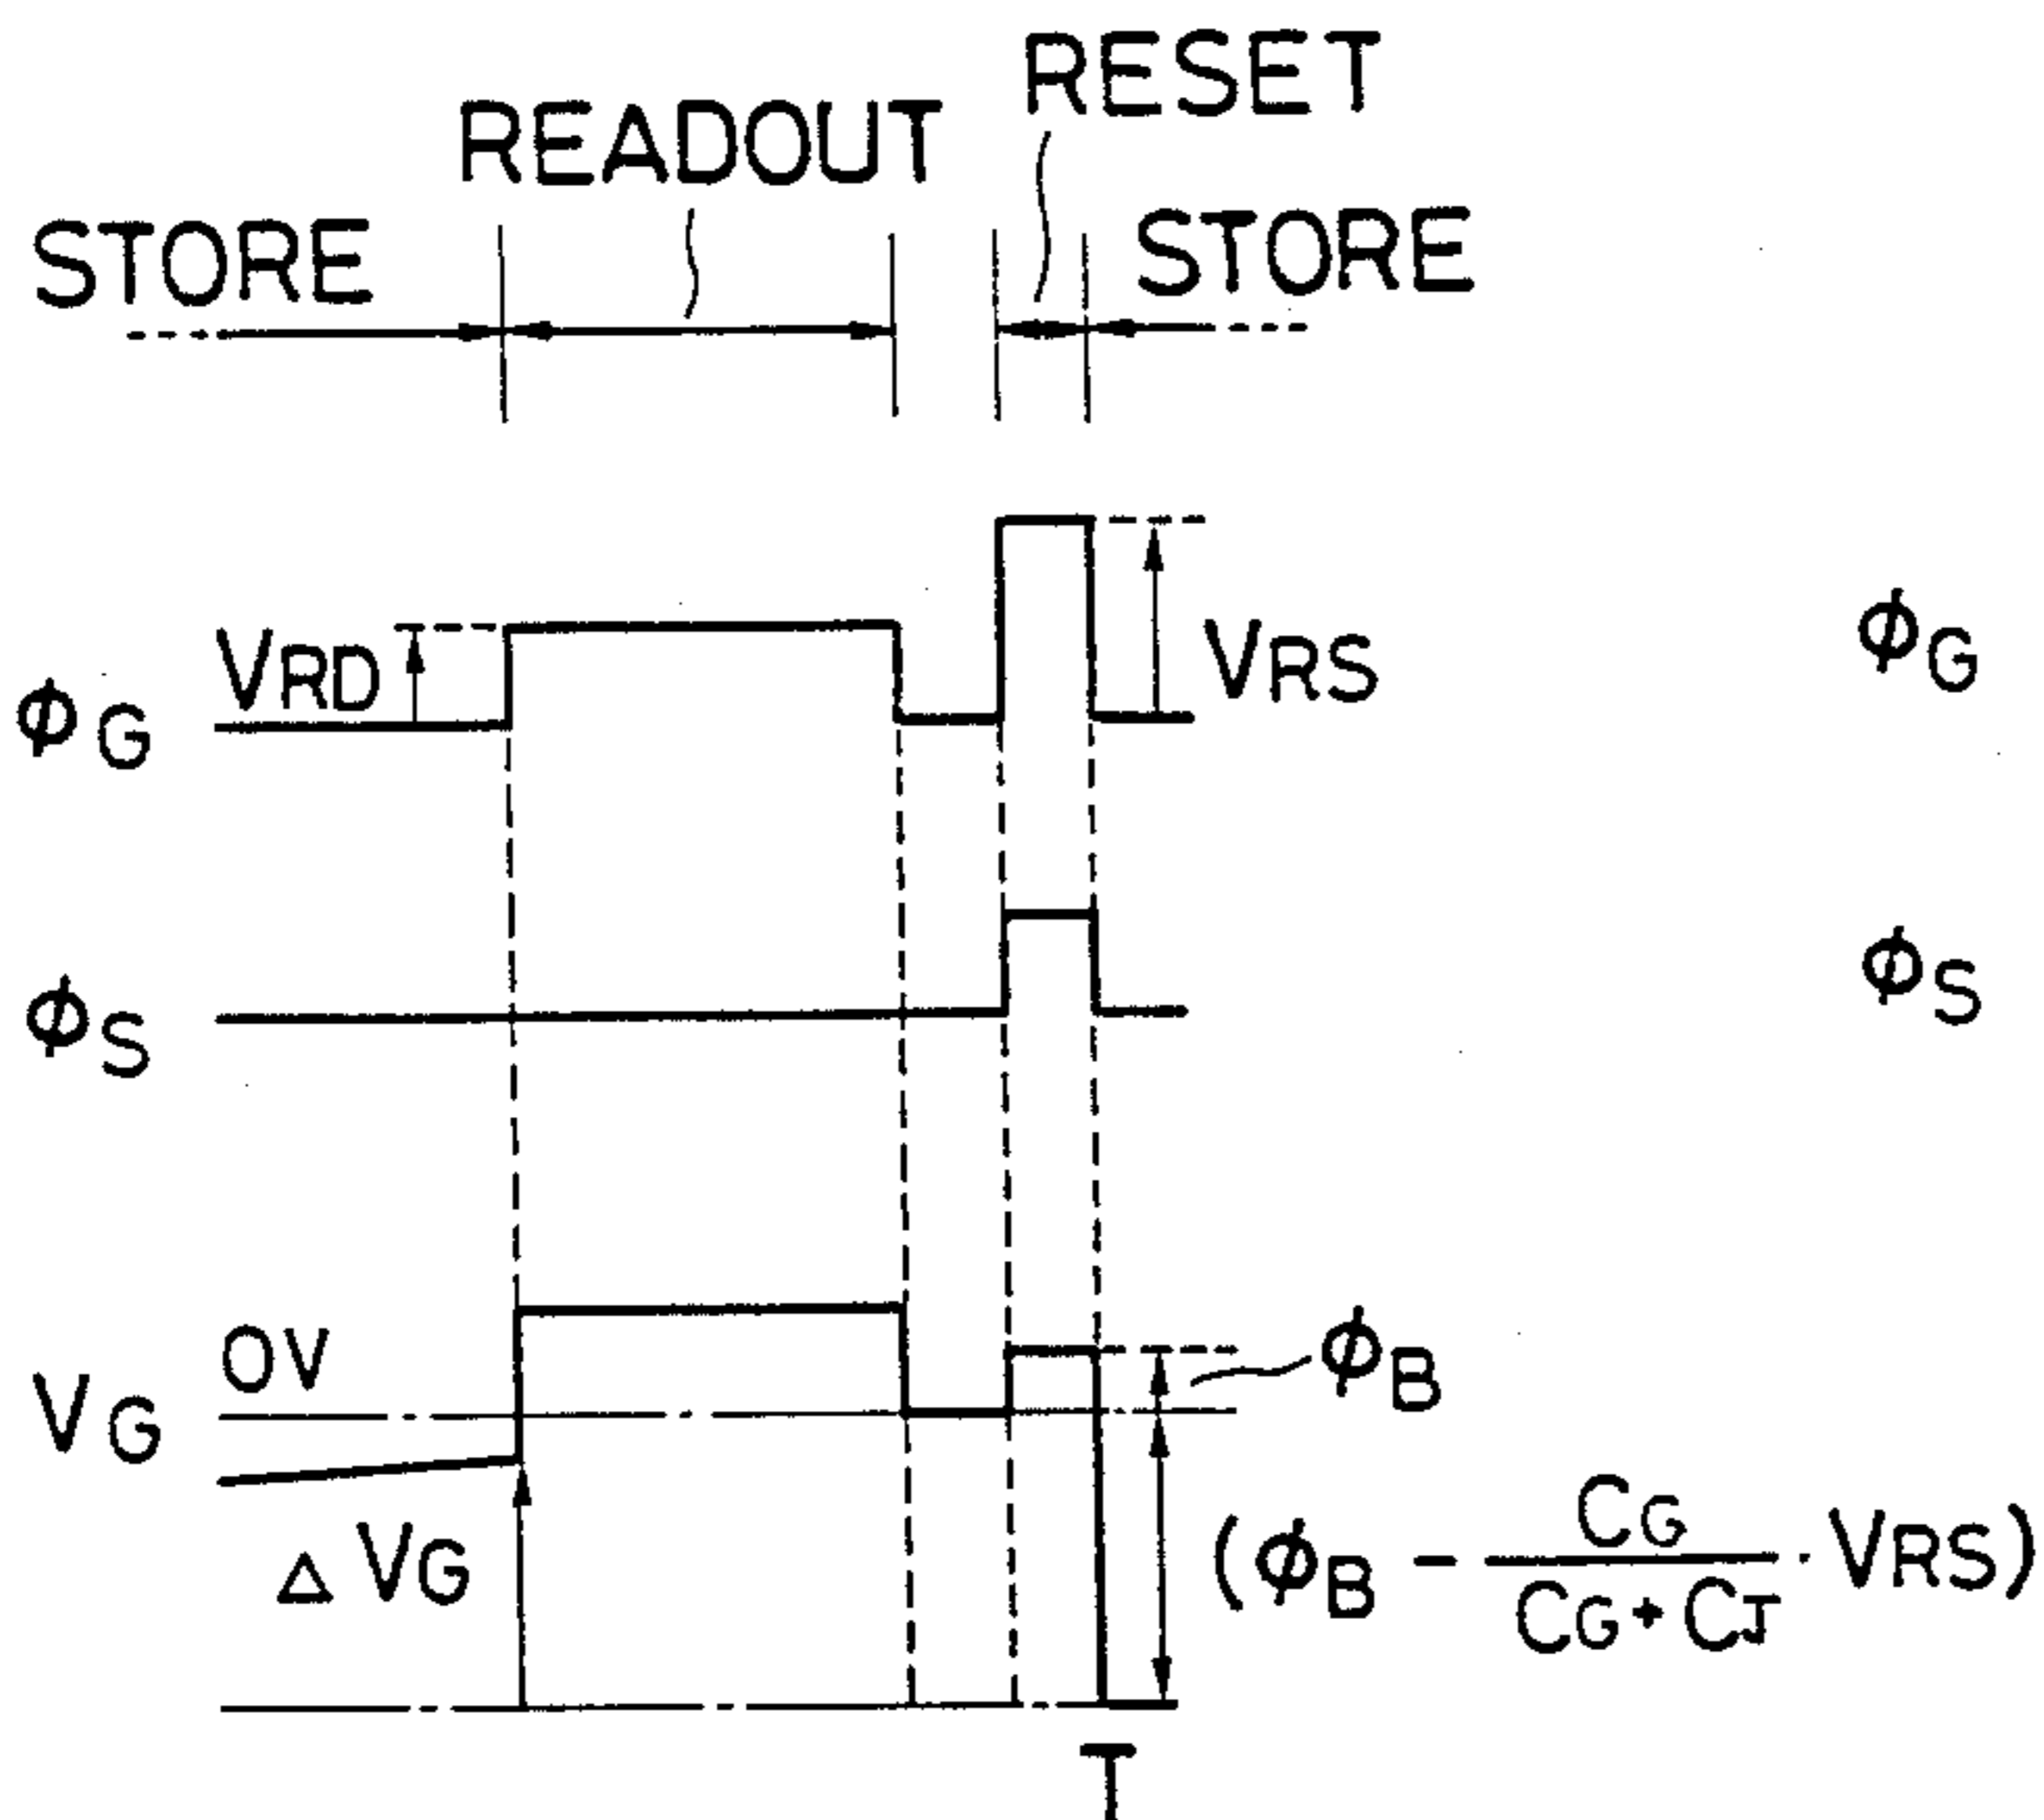 RESET
READOUT
STORE
STORE
VRD
VRS
ϕG
ϕG
ϕS
ϕS
OV
VG
ϕB
ΔVG
(ϕB − CG / CG+CJ · VRS)
T